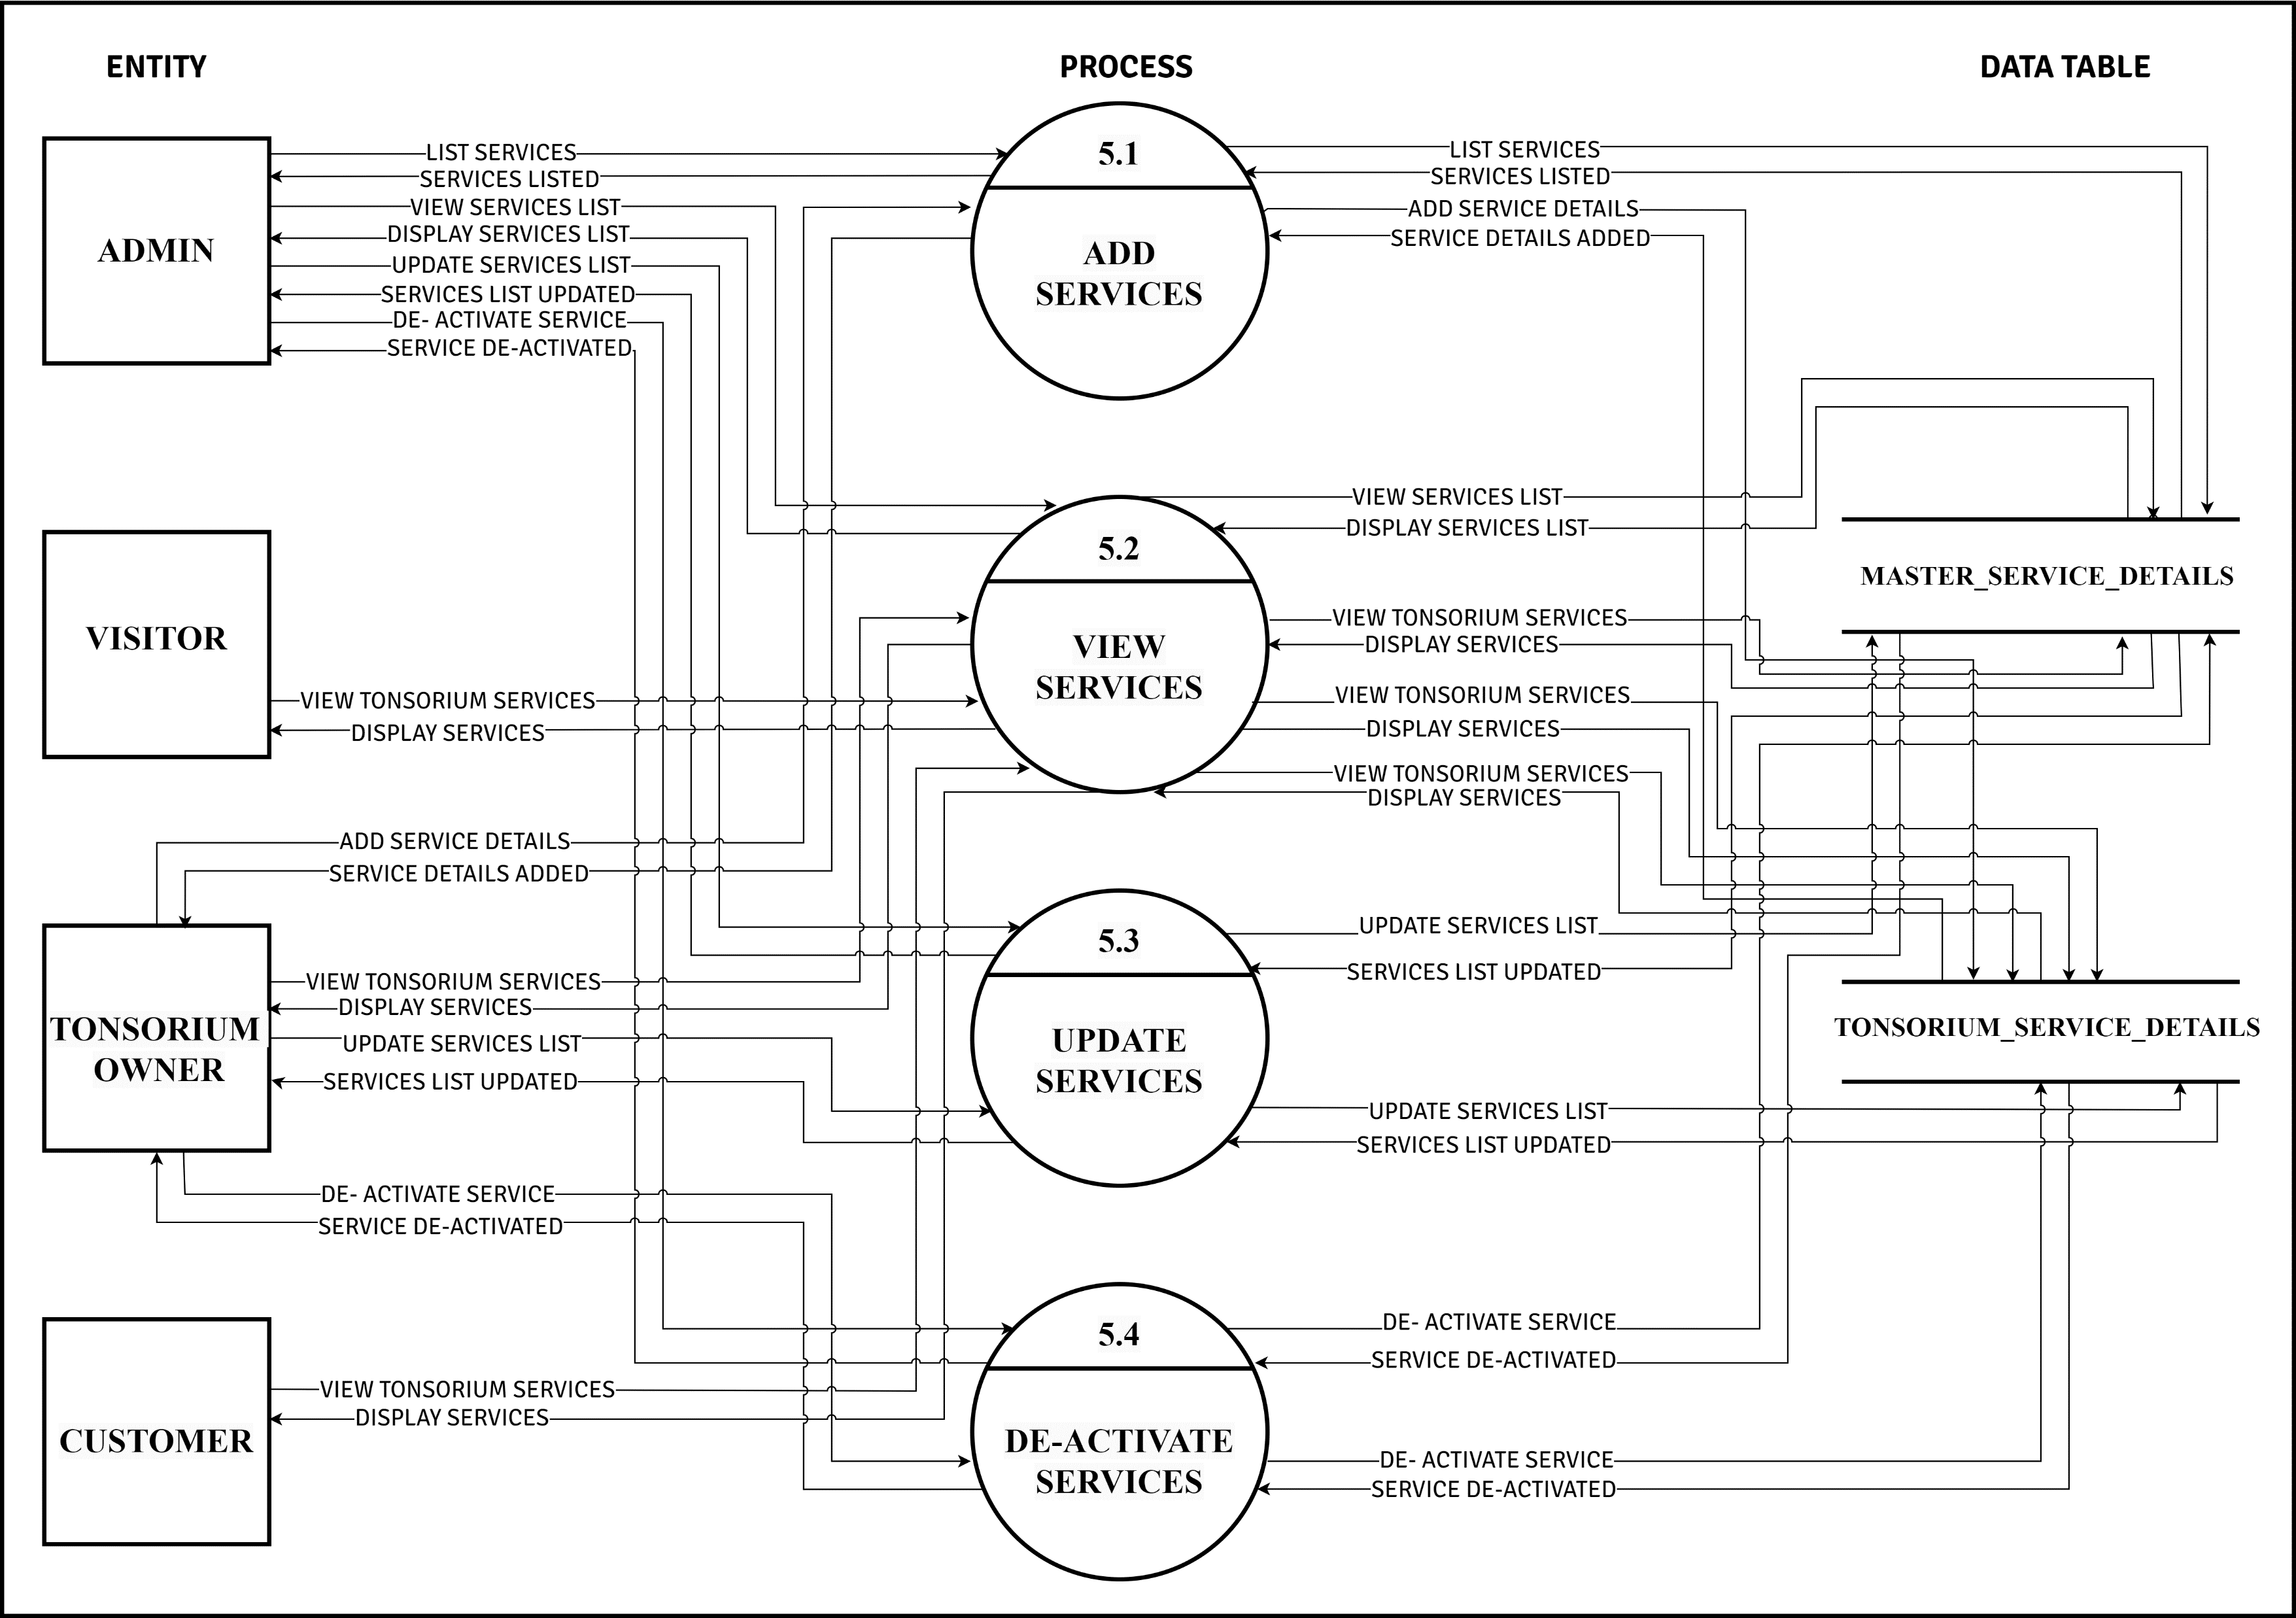 ENTITY
PROCESS
DATA TABLE
ADMIN
LIST SERVICES
SERVICES LISTED
VIEW SERVICES LIST
DISPLAY SERVICES LIST
UPDATE SERVICES LIST
SERVICES LIST UPDATED
DE- ACTIVATE SERVICE
SERVICE DE-ACTIVATED
5.1
ADD
SERVICES
LIST SERVICES
SERVICES LISTED
ADD SERVICE DETAILS
SERVICE DETAILS ADDED
VISITOR
VIEW TONSORIUM SERVICES
DISPLAY SERVICES
5.2
VIEW
SERVICES
VIEW SERVICES LIST
DISPLAY SERVICES LIST
VIEW TONSORIUM SERVICES
DISPLAY SERVICES
VIEW TONSORIUM SERVICES
DISPLAY SERVICES
VIEW TONSORIUM SERVICES
DISPLAY SERVICES
MASTER_SERVICE_DETAILS
ADD SERVICE DETAILS
SERVICE DETAILS ADDED
TONSORIUM
OWNER
VIEW TONSORIUM SERVICES
DISPLAY SERVICES
UPDATE SERVICES LIST
SERVICES LIST UPDATED
DE- ACTIVATE SERVICE
SERVICE DE-ACTIVATED
5.3
UPDATE
SERVICES
UPDATE SERVICES LIST
SERVICES LIST UPDATED
UPDATE SERVICES LIST
SERVICES LIST UPDATED
TONSORIUM_SERVICE_DETAILS
CUSTOMER
VIEW TONSORIUM SERVICES
DISPLAY SERVICES
5.4
DE-ACTIVATE
SERVICES
DE- ACTIVATE SERVICE
SERVICE DE-ACTIVATED
DE- ACTIVATE SERVICE
SERVICE DE-ACTIVATED